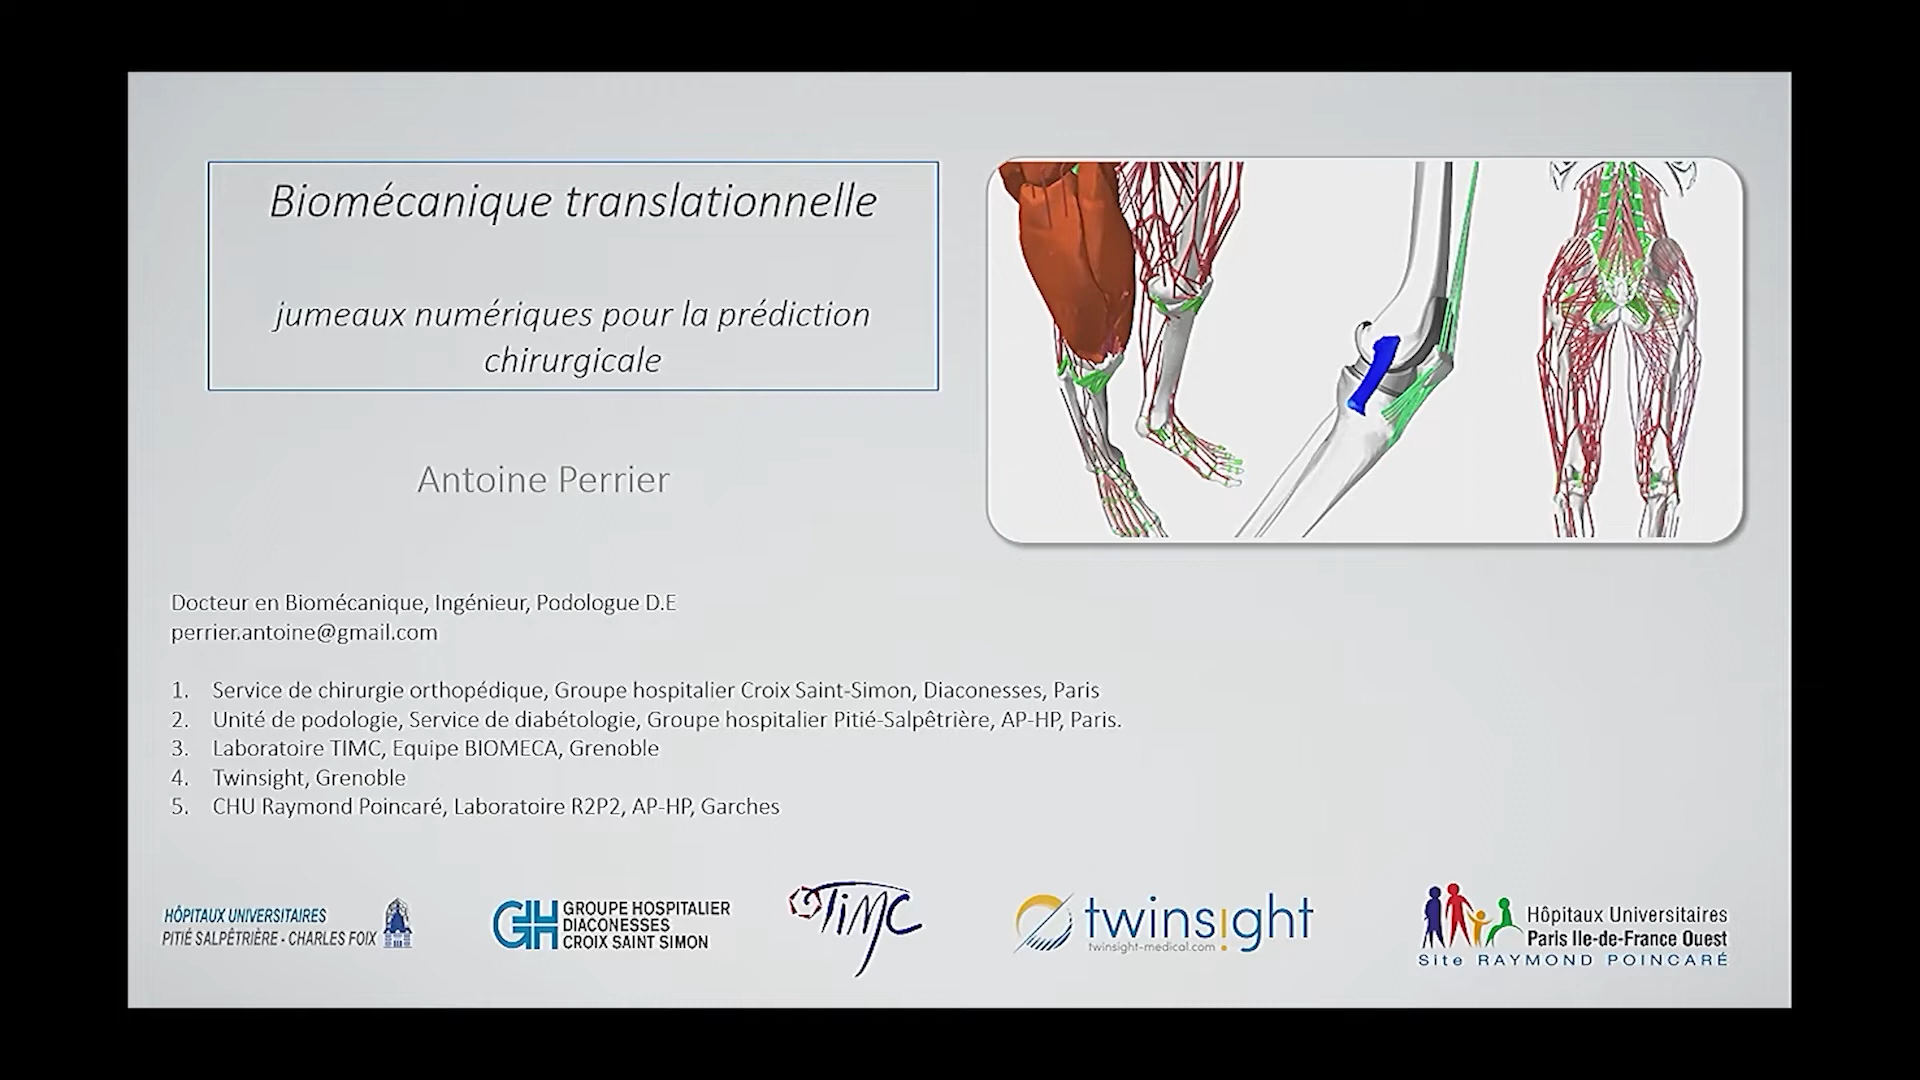 Biomécanique translationnelle
jumeaux numériques pour la prédiction
chirurgicale
Antoine Perrier
Docteur en Biomécanique, Ingénieur, Podologue D.E
perrier.antoine@gmail.com
1. Service de chirurgie orthopédique, Groupe hospitalier Croix Saint-Simon, Diaconesses, Paris
2. Unité de podologie, Service de diabétologie, Groupe hospitalier Pitié-Salpêtrière, AP-HP, Paris.
3. Laboratoire TIMC, Equipe BIOMECA, Grenoble
4. Twinsight, Grenoble
5. CHU Raymond Poincaré, Laboratoire R2P2, AP-HP, Garches
HÔPITAUX UNIVERSITAIRES
PITIÉ SALPÊTRIÈRE - CHARLES FOIX
GH GROUPE HOSPITALIER
DIACONESSES
CROIX SAINT SIMON
TIMC
twinsight
twinsight-medical.com
Hôpitaux Universitaires
Paris Ile-de-France Ouest
Site RAYMOND POINCARÉ